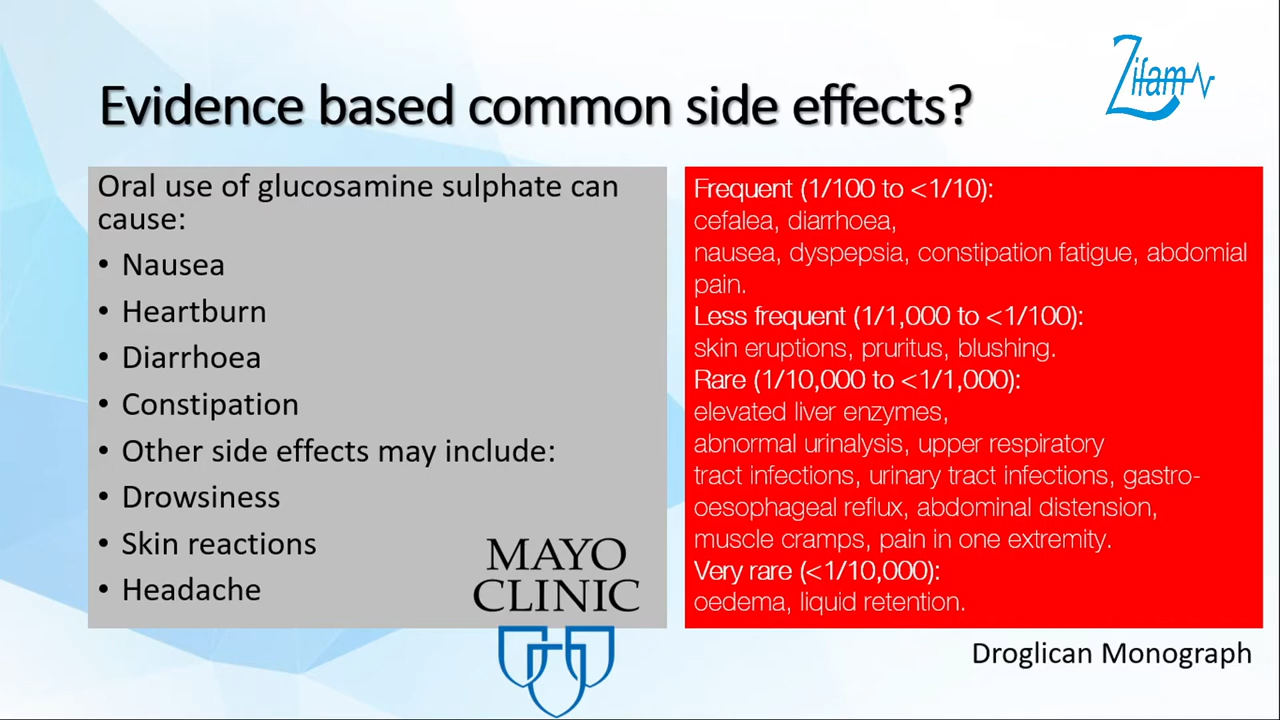 Zifam
Evidence based common side effects?
Oral use of glucosamine sulphate can
cause:
• Nausea
• Heartburn
• Diarrhoea
• Constipation
• Other side effects may include:
• Drowsiness
• Skin reactions
• Headache
MAYO
CLINIC
Frequent (1/100 to <1/10):
cefalea, diarrhoea,
nausea, dyspepsia, constipation fatigue, abdomial
pain.
Less frequent (1/1,000 to <1/100):
skin eruptions, pruritus, blushing.
Rare (1/10,000 to <1/1,000):
elevated liver enzymes,
abnormal urinalysis, upper respiratory
tract infections, urinary tract infections, gastro-
oesophageal reflux, abdominal distension,
muscle cramps, pain in one extremity.
Very rare (<1/10,000):
oedema, liquid retention.
Droglican Monograph